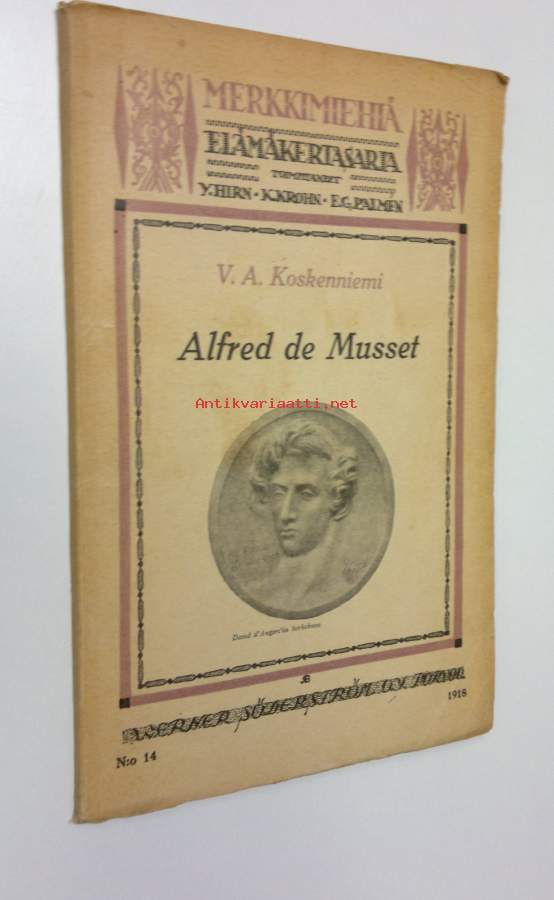 MERKKIMIEHIÄ
ELÄMÄKERTASARJA
TOIMITTANEET
Y. HIRN • K. KROHN • E. G. PALMÉN
V. A. Koskenniemi
Alfred de Musset
Antikvariaatti.net
David d'Angers'in korkokuva
WERNER SÖDERSTRÖM O.Y. PORVOO
N:o 14
1918